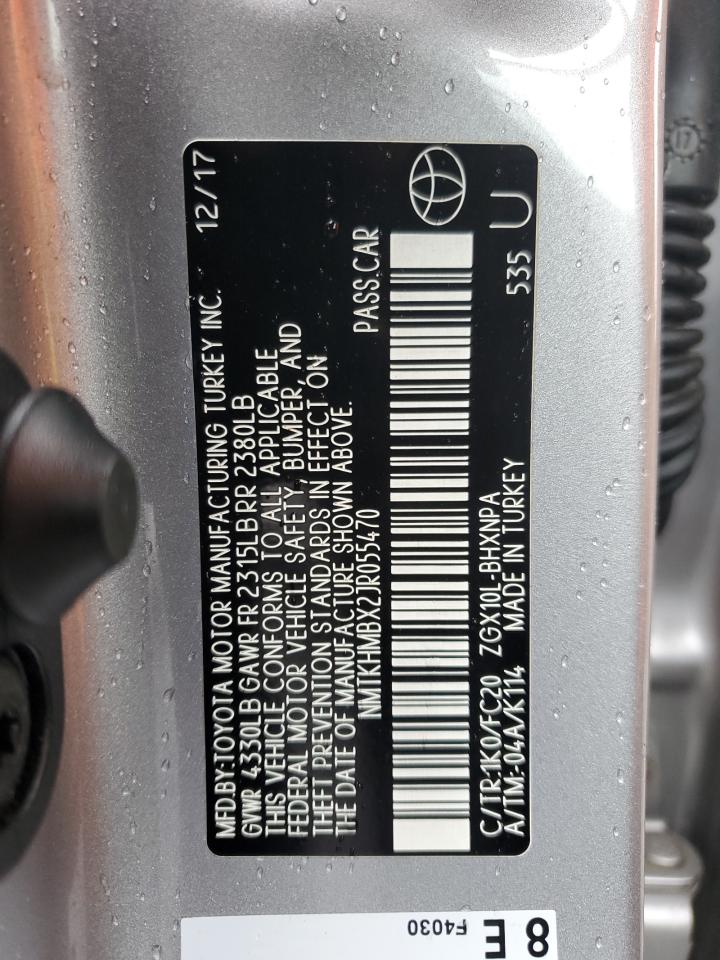 MFD.BY:TOYOTA MOTOR MANUFACTURING TURKEY INC. 12/17
GVWR 4330LB GAWR FR 2315LB RR 2380LB
THIS VEHICLE CONFORMS TO ALL APPLICABLE
FEDERAL MOTOR VEHICLE SAFETY, BUMPER, AND
THEFT PREVENTION STANDARDS IN EFFECT ON
THE DATE OF MANUFACTURE SHOWN ABOVE.
NMTKHMBX2JR055470 PASS.CAR
C/TR:1K0/FC20 ZGX10L-BHXNPA 535 U
A/TM:-04A/K114 MADE IN TURKEY
8 E
F4030
17